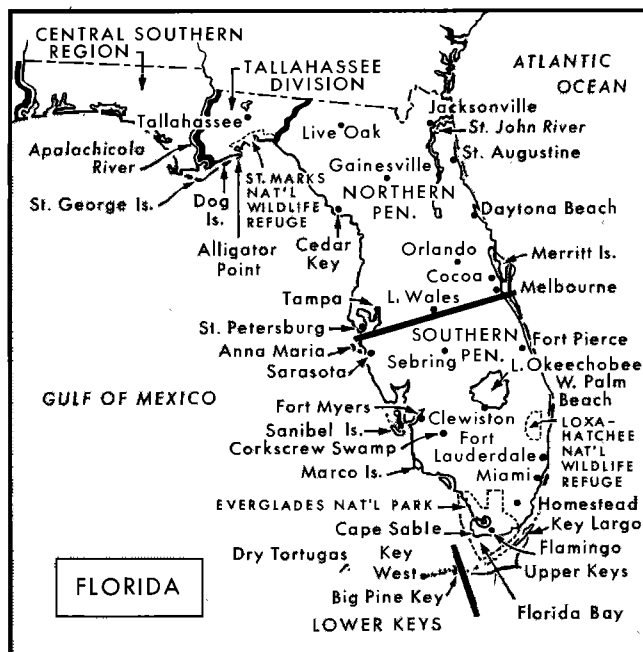 CENTRAL SOUTHERN
REGION
TALLAHASSEE
DIVISION
ATLANTIC
OCEAN
Tallahassee
Live Oak
Jacksonville
St. John River
Apalachicola
River
St. Augustine
Gainesville
St. George Is.
Dog
Is.
ST. MARKS
NAT'L
WILDLIFE
REFUGE
NORTHERN
PEN.
Alligator
Point
Cedar
Key
Daytona Beach
Orlando
Merritt Is.
Cocoa
Melbourne
Tampa
L. Wales
St. Petersburg
SOUTHERN
PEN.
Fort Pierce
Anna Maria
Sebring
Sarasota
L. Okeechobee
W. Palm
Beach
GULF OF MEXICO
Fort Myers
Clewiston
Sanibel Is.
Corkscrew Swamp
Fort
Lauderdale
LOXA-
HATCHEE
NAT'L
WILDLIFE
REFUGE
Marco Is.
Miami
EVERGLADES NAT'L PARK
Homestead
Cape Sable
Key Largo
Flamingo
Dry Tortugas
Key
West
Upper Keys
Big Pine Key
Florida Bay
LOWER KEYS
FLORIDA